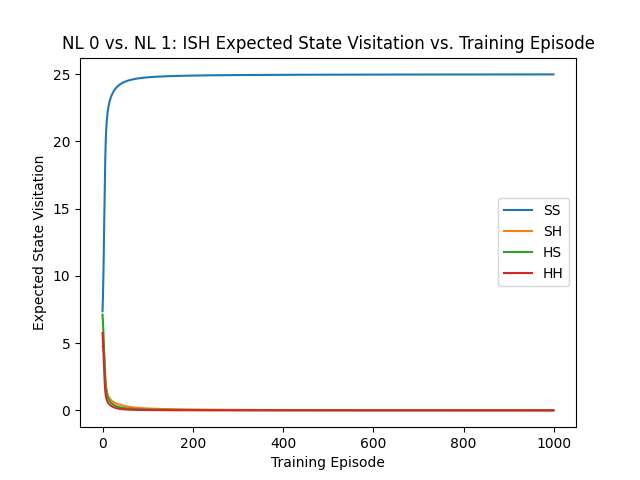 NL 0 vs. NL 1: ISH Expected State Visitation vs. Training Episode
Expected State Visitation
25
20
15
10
5
0
SS
SH
HS
HH
0 200 400 600 800 1000
Training Episode